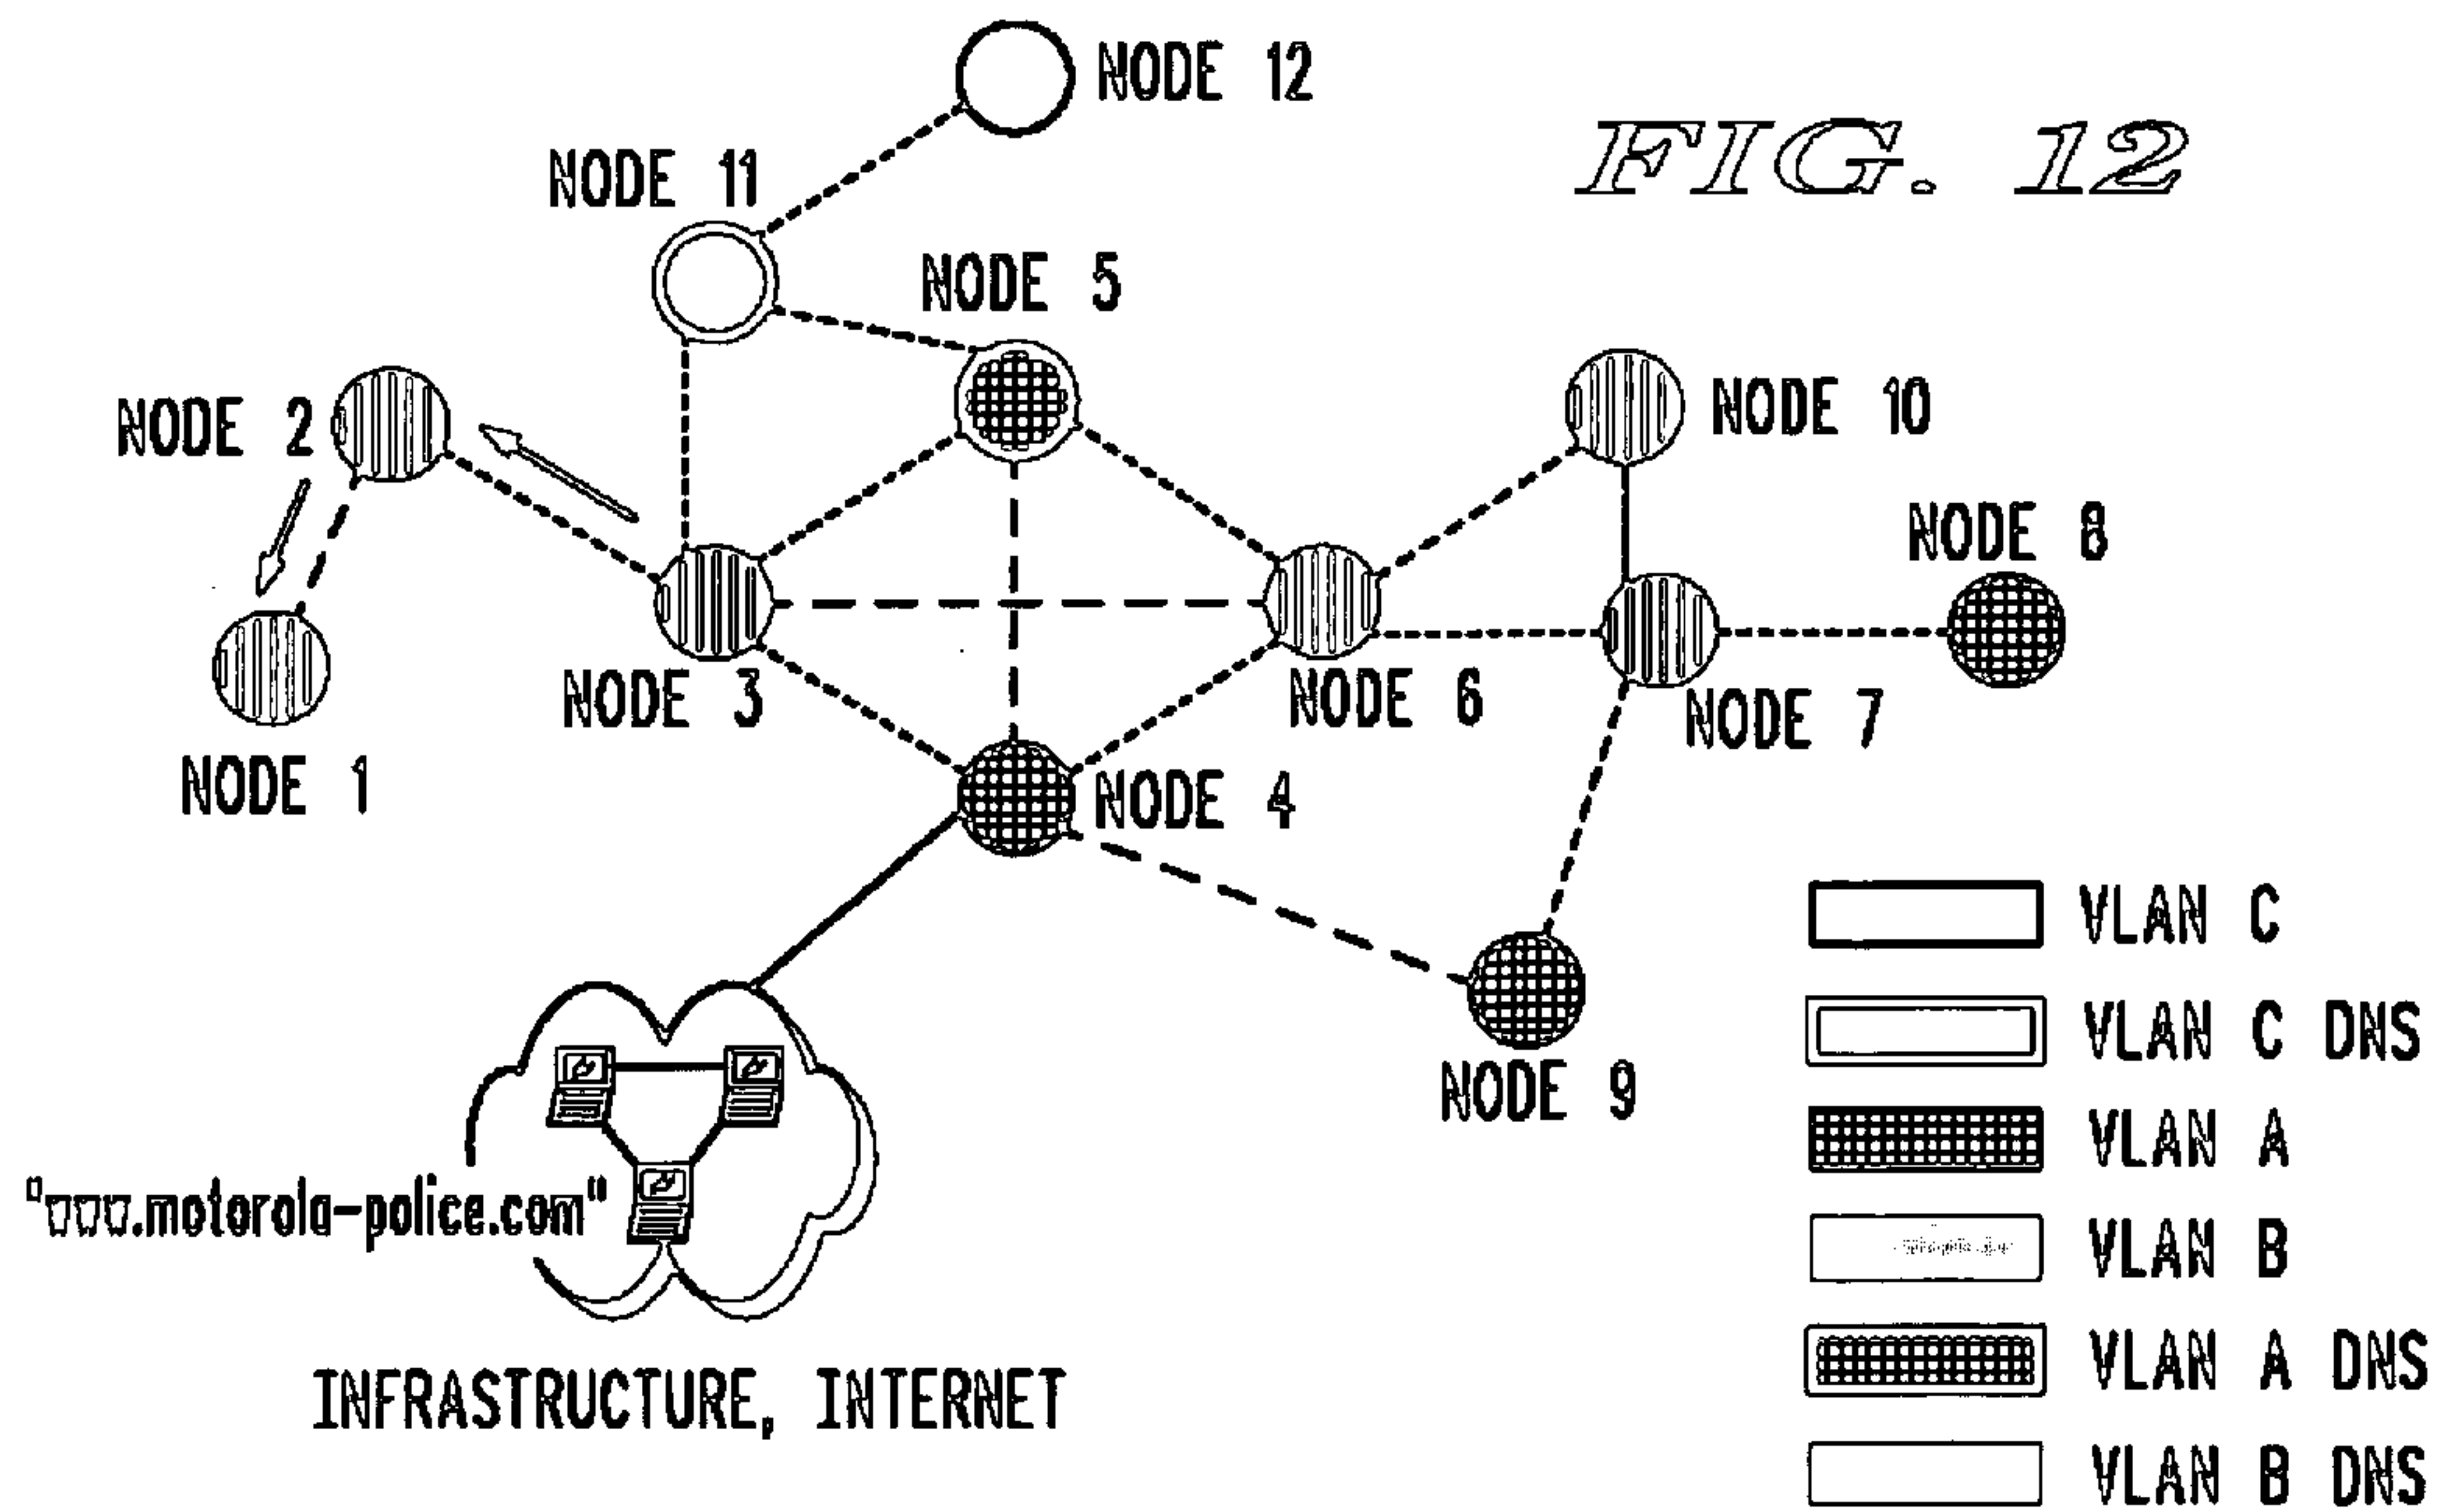 NODE 12
FIG. 12
NODE 11
NODE 5
NODE 2
NODE 10
NODE 8
NODE 3
NODE 6
NODE 7
NODE 1
NODE 4
VLAN C
VLAN C DNS
NODE 9
VLAN A
"www.motorola-police.com"
VLAN B
VLAN A DNS
INFRASTRUCTURE, INTERNET
VLAN B DNS